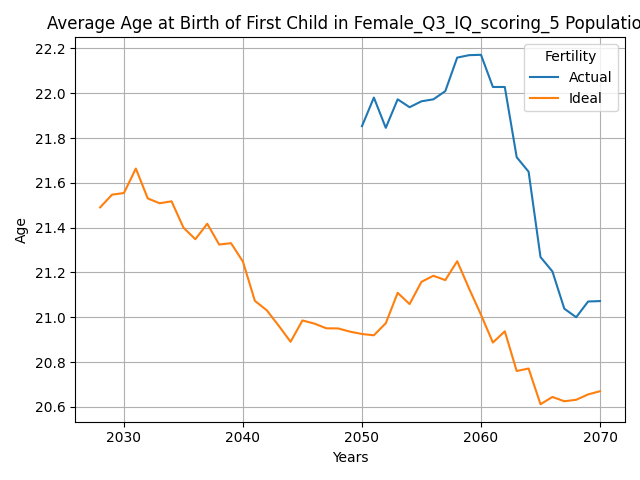 Average Age at Birth of First Child in Female_Q3_IQ_scoring_5 Populatio
22.2
22.0
21.8
21.6
21.4
21.2
21.0
20.8
20.6
Age
Fertility
Actual
Ideal
2030 2040 2050 2060 2070
Years